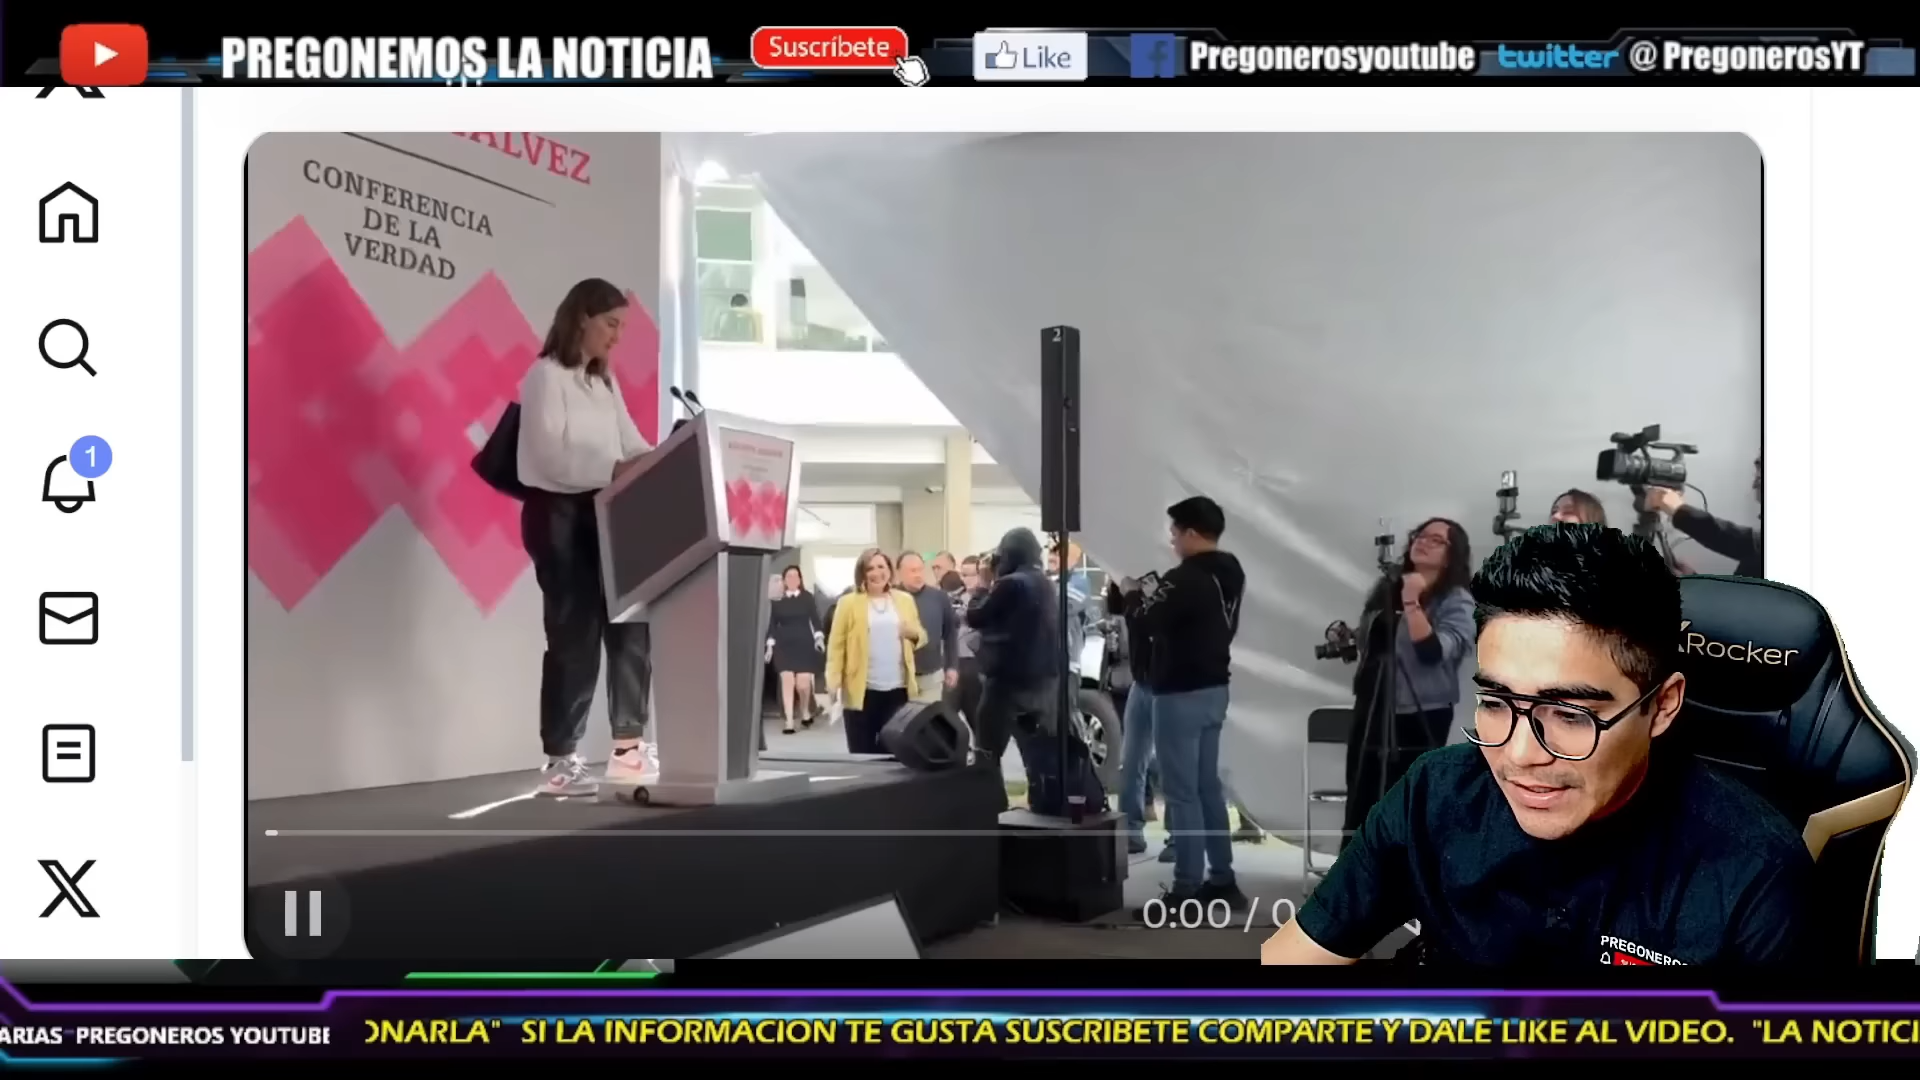 PREGONEMOS LA NOTICIA
Suscríbete
Like
Pregonerosyoutube
twitter @PregonerosYT
ALVEZ
CONFERENCIA
DE LA
VERDAD
2
1
Rocker
0:00 / 0
PREGONERO
ARIAS PREGONEROS YOUTUBE
ONARLA" SI LA INFORMACION TE GUSTA SUSCRIBETE COMPARTE Y DALE LIKE AL VIDEO. "LA NOTICI